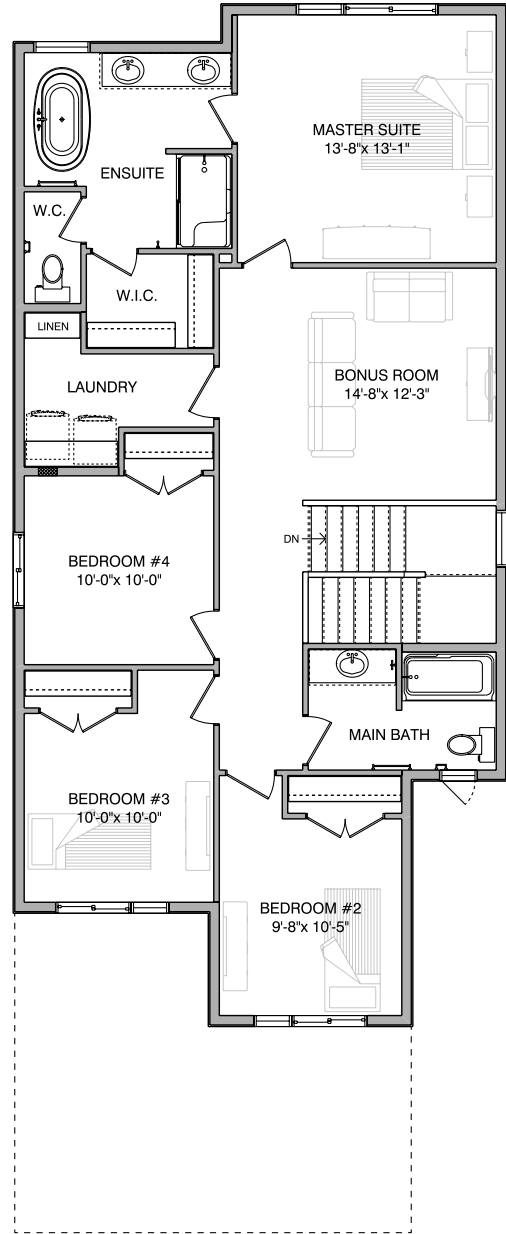 MASTER SUITE
13'-8"x 13'-1"
ENSUITE
W.C.
W.I.C.
LINEN
LAUNDRY
BONUS ROOM
14'-8"x 12'-3"
DN
BEDROOM #4
10'-0"x 10'-0"
MAIN BATH
BEDROOM #3
10'-0"x 10'-0"
BEDROOM #2
9'-8"x 10'-5"